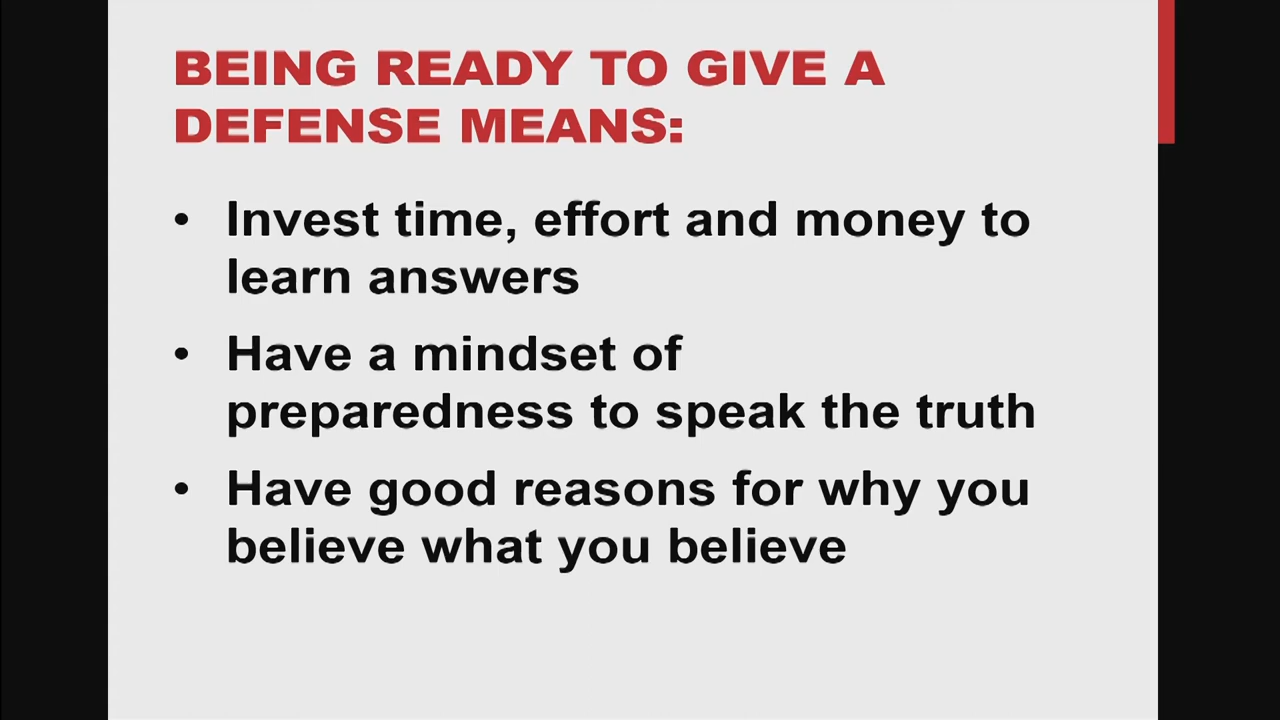 BEING READY TO GIVE A
DEFENSE MEANS:
• Invest time, effort and money to
learn answers
• Have a mindset of
preparedness to speak the truth
• Have good reasons for why you
believe what you believe